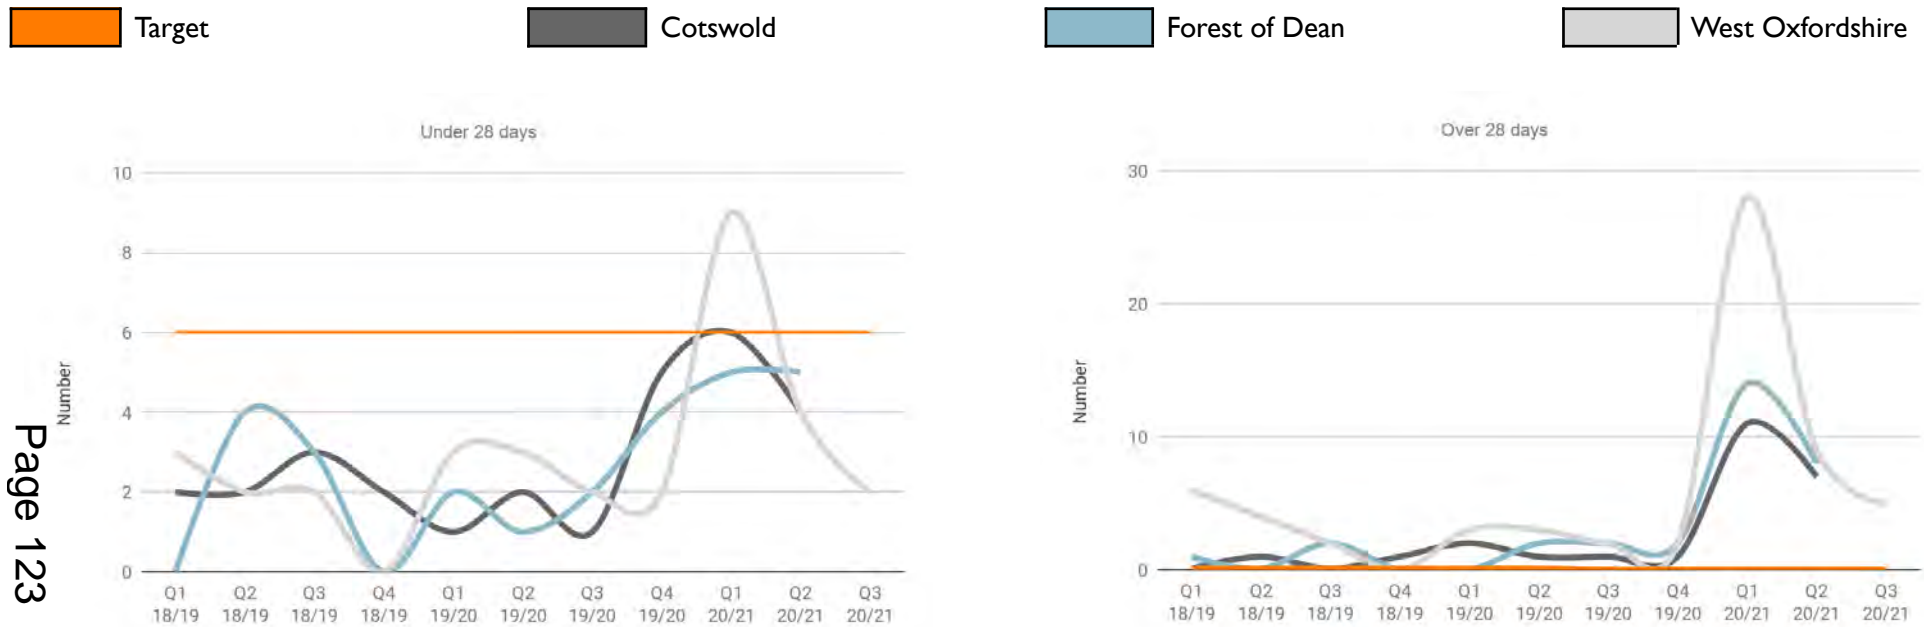 Target
Cotswold
Forest of Dean
West Oxfordshire
Under 28 days
10
8
6
4
2
0
Number
Q1 Q2 Q3 Q4 Q1 Q2 Q3 Q4 Q1 Q2 Q3
18/19 18/19 18/19 18/19 19/20 19/20 19/20 19/20 20/21 20/21 20/21
Over 28 days
30
20
10
0
Number
Q1 Q2 Q3 Q4 Q1 Q2 Q3 Q4 Q1 Q2 Q3
18/19 18/19 18/19 18/19 19/20 19/20 19/20 19/20 20/21 20/21 20/21
Page 123